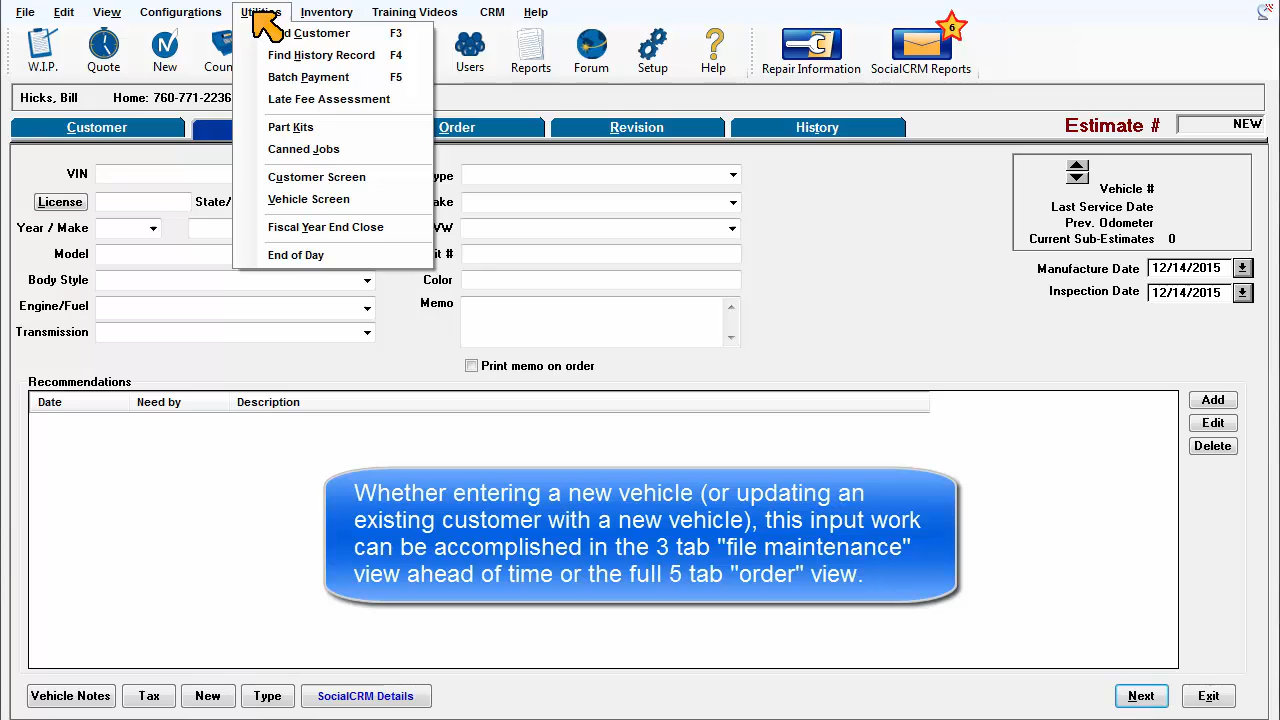 File Edit View Configurations Utilities Inventory Training Videos CRM Help
W.I.P. Quote New Users Reports Forum Setup Help Repair Information SocialCRM Reports
6
Customer F3
Find History Record F4
Batch Payment F5
Late Fee Assessment
Part Kits
Canned Jobs
Customer Screen
Vehicle Screen
Fiscal Year End Close
End of Day
Hicks, Bill Home: 760-771-2236
Customer Order Revision History Estimate # NEW
VIN
License State/
Year / Make
Model
Body Style
Engine/Fuel
Transmission
Color
Memo
Print memo on order
Vehicle #
Last Service Date
Prev. Odometer
Current Sub-Estimates 0
Manufacture Date 12/14/2015
Inspection Date 12/14/2015
Recommendations
Date Need by Description
Add
Edit
Delete
Whether entering a new vehicle (or updating an
existing customer with a new vehicle), this input work
can be accomplished in the 3 tab "file maintenance"
view ahead of time or the full 5 tab "order" view.
Vehicle Notes Tax New Type SocialCRM Details Next Exit